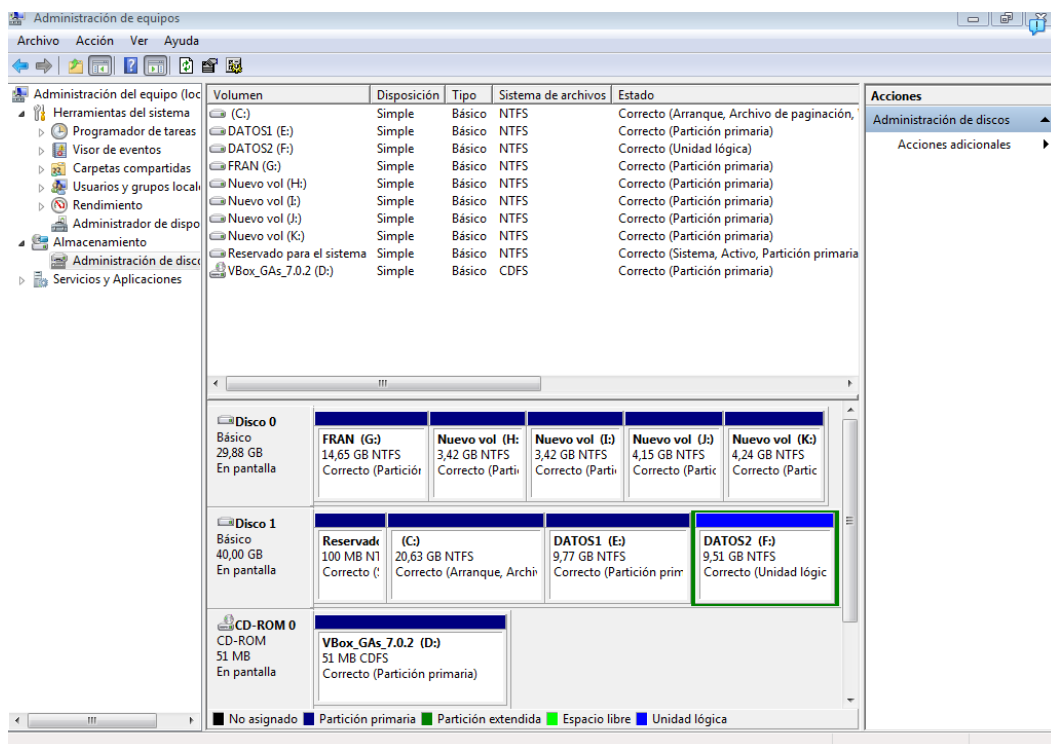 Administración de equipos
Archivo Acción Ver Ayuda
Administración del equipo (loc
Herramientas del sistema
Programador de tareas
Visor de eventos
Carpetas compartidas
Usuarios y grupos locale
Rendimiento
Administrador de dispo
Almacenamiento
Administración de disco
Servicios y Aplicaciones
Volumen Disposición Tipo Sistema de archivos Estado
(C:) Simple Básico NTFS Correcto (Arranque, Archivo de paginación,
DATOS1 (E:) Simple Básico NTFS Correcto (Partición primaria)
DATOS2 (F:) Simple Básico NTFS Correcto (Unidad lógica)
FRAN (G:) Simple Básico NTFS Correcto (Partición primaria)
Nuevo vol (H:) Simple Básico NTFS Correcto (Partición primaria)
Nuevo vol (I:) Simple Básico NTFS Correcto (Partición primaria)
Nuevo vol (J:) Simple Básico NTFS Correcto (Partición primaria)
Nuevo vol (K:) Simple Básico NTFS Correcto (Partición primaria)
Reservado para el sistema Simple Básico NTFS Correcto (Sistema, Activo, Partición primaria
VBox_GAs_7.0.2 (D:) Simple Básico CDFS Correcto (Partición primaria)
Acciones
Administración de discos
Acciones adicionales
Disco 0
Básico
29,88 GB
En pantalla
FRAN (G:)
14,65 GB NTFS
Correcto (Partición
Nuevo vol (H:
3,42 GB NTFS
Correcto (Parti
Nuevo vol (I:)
3,42 GB NTFS
Correcto (Parti
Nuevo vol (J:)
4,15 GB NTFS
Correcto (Partic
Nuevo vol (K:)
4,24 GB NTFS
Correcto (Partic
Disco 1
Básico
40,00 GB
En pantalla
Reservado
100 MB NT
Correcto (
(C:)
20,63 GB NTFS
Correcto (Arranque, Archi
DATOS1 (E:)
9,77 GB NTFS
Correcto (Partición prim
DATOS2 (F:)
9,51 GB NTFS
Correcto (Unidad lógic
CD-ROM 0
CD-ROM
51 MB
En pantalla
VBox_GAs_7.0.2 (D:)
51 MB CDFS
Correcto (Partición primaria)
No asignado Partición primaria Partición extendida Espacio libre Unidad lógica